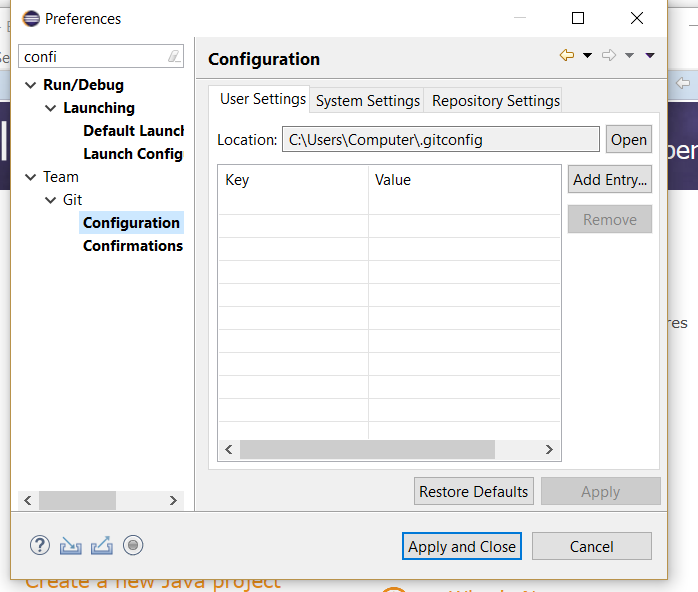 Preferences
confi
Configuration
Run/Debug
Launching
Default Launch
Launch Config
Team
Git
Configuration
Confirmations
User Settings
System Settings
Repository Settings
Location:
C:\Users\Computer\.gitconfig
Open
Key
Value
Add Entry...
Remove
Restore Defaults
Apply
Apply and Close
Cancel
Create a new Java project